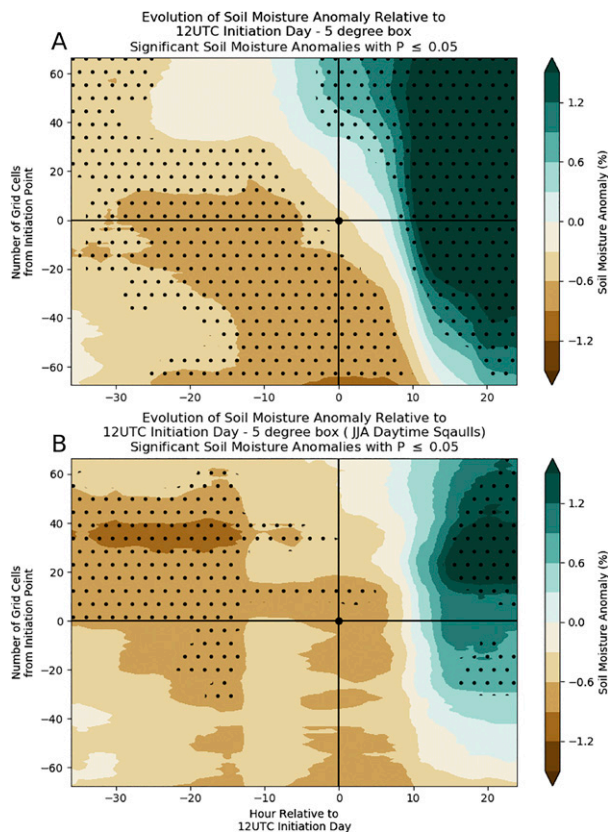 Evolution of Soil Moisture Anomaly Relative to
12UTC Initiation Day - 5 degree box
Significant Soil Moisture Anomalies with P ≤ 0.05
A
60
40
20
0
−20
−40
−60
Number of Grid Cells
from Initiation Point
−30 −20 −10 0 10 20
1.2
0.6
0.0
−0.6
−1.2
Soil Moisture Anomaly (%)
Evolution of Soil Moisture Anomaly Relative to
12UTC Initiation Day - 5 degree box ( JJA Daytime Sqaulls)
Significant Soil Moisture Anomalies with P ≤ 0.05
B
60
40
20
0
−20
−40
−60
Number of Grid Cells
from Initiation Point
−30 −20 −10 0 10 20
Hour Relative to
12UTC Initiation Day
1.2
0.6
0.0
−0.6
−1.2
Soil Moisture Anomaly (%)